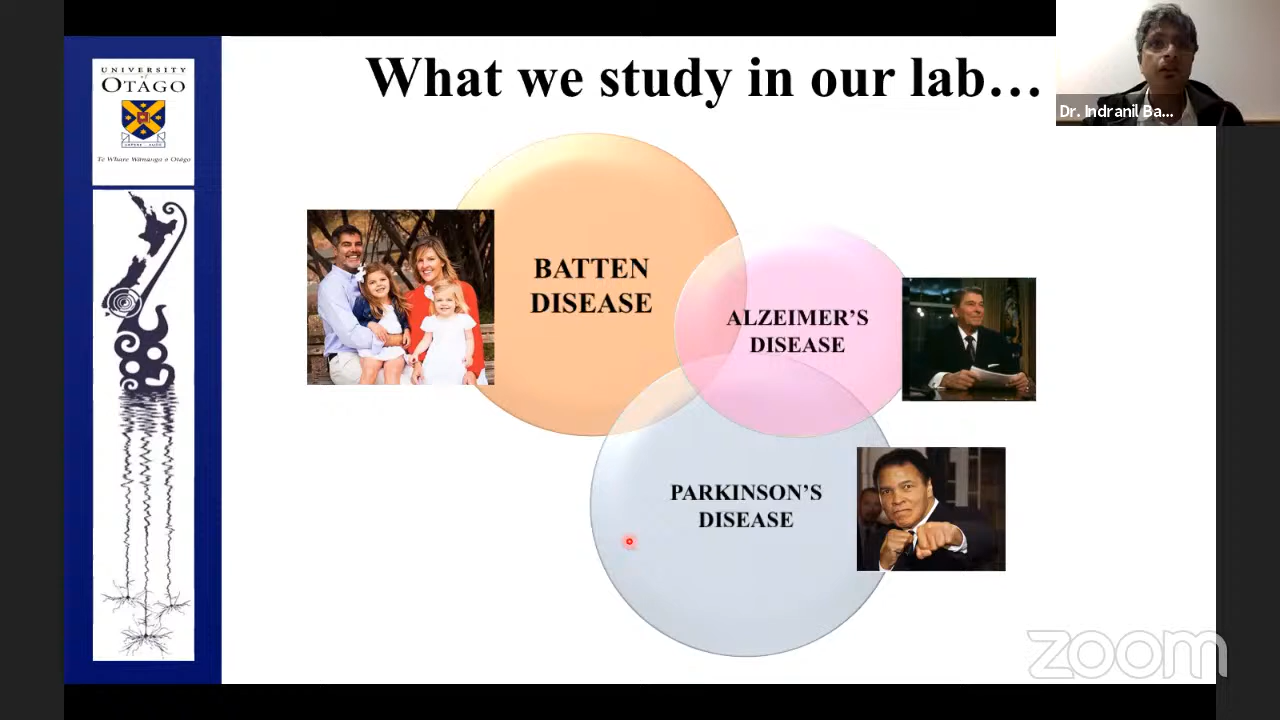 What we study in our lab…
Dr. Indranil Ba...
UNIVERSITY
of
OTAGO
Te Whare Wānanga o Otāgo
BATTEN
DISEASE
ALZEIMER'S
DISEASE
PARKINSON'S
DISEASE
zoom